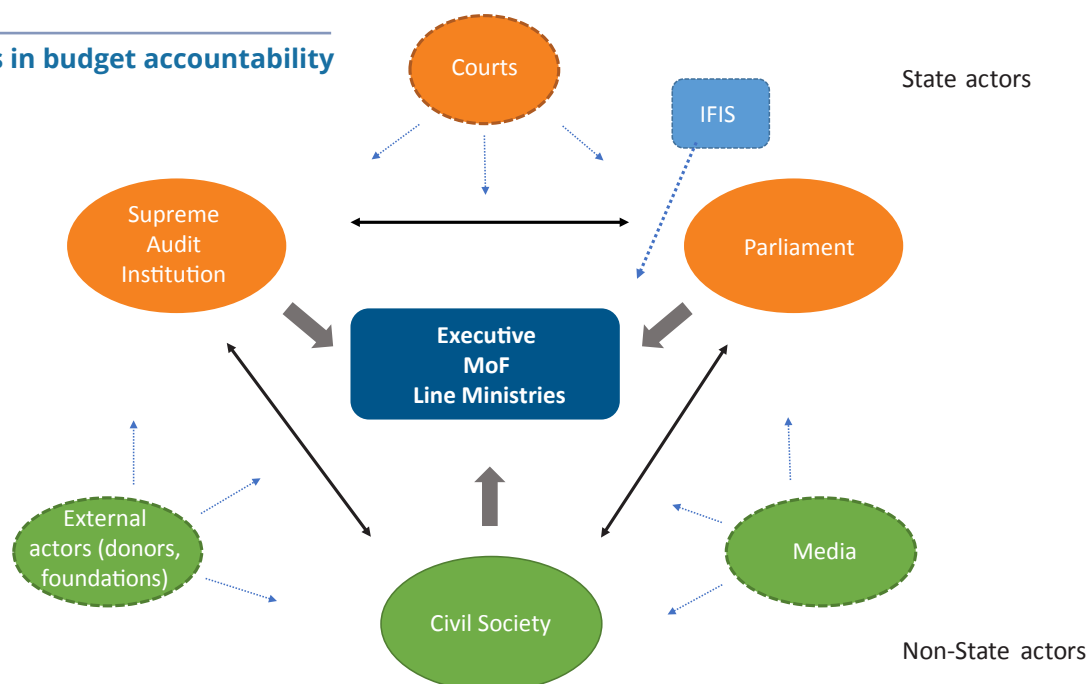 s in budget accountability
Courts
State actors
IFIS
Supreme
Audit
Institution
Parliament
Executive
MoF
Line Ministries
External
actors (donors,
foundations)
Media
Civil Society
Non-State actors